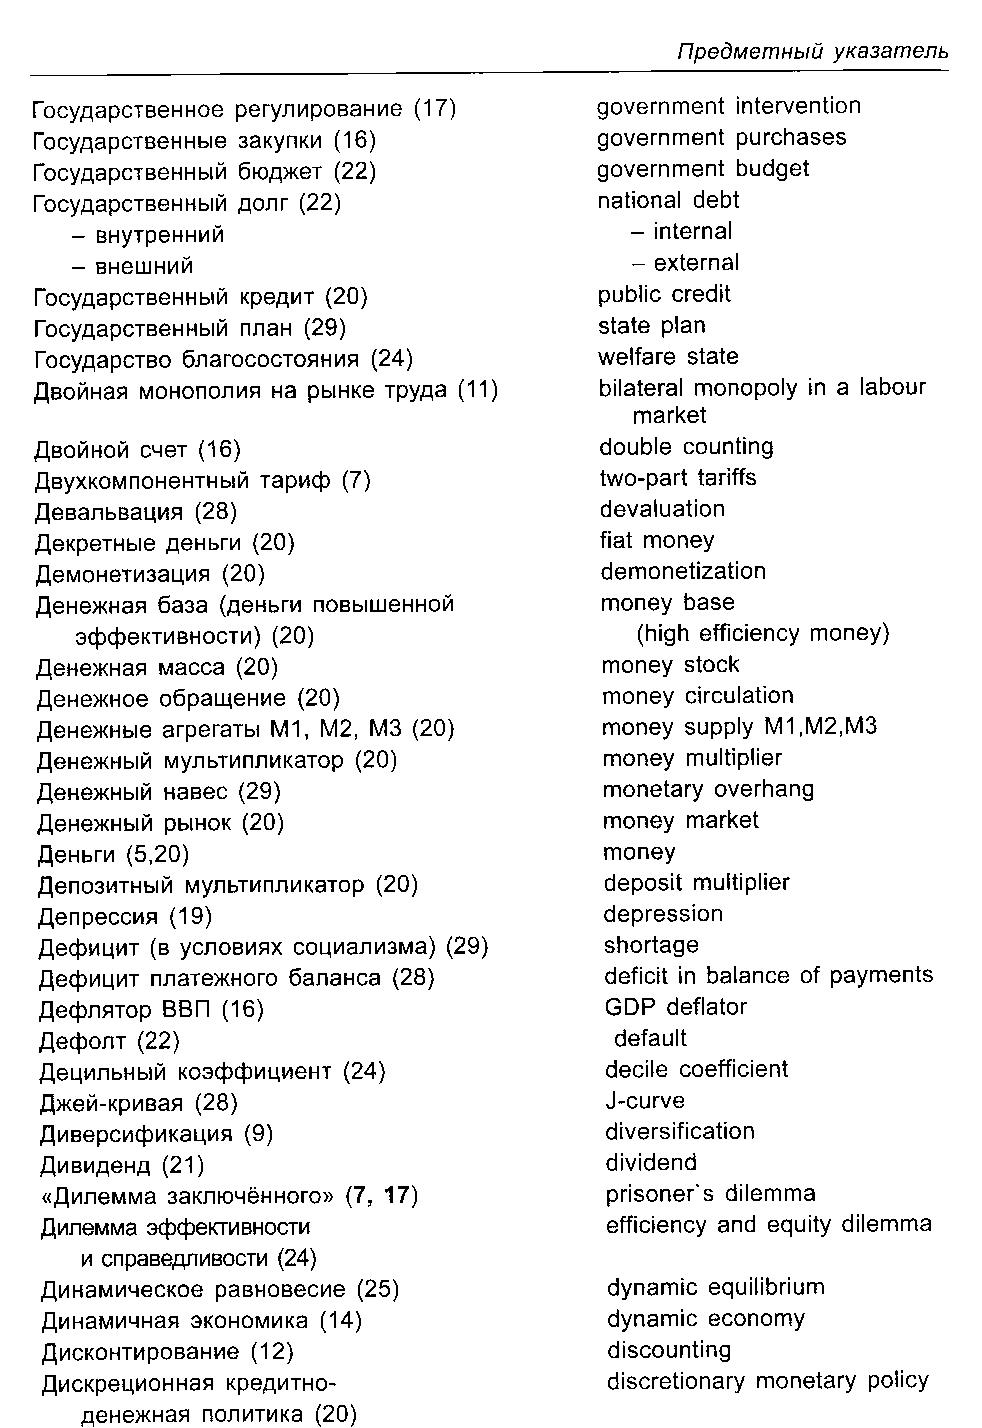 Предметный указатель
Государственное регулирование (17) government intervention
Государственные закупки (16) government purchases
Государственный бюджет (22) government budget
Государственный долг (22) national debt
– внутренний – internal
– внешний – external
Государственный кредит (20) public credit
Государственный план (29) state plan
Государство благосостояния (24) welfare state
Двойная монополия на рынке труда (11) bilateral monopoly in a labour
market
Двойной счет (16) double counting
Двухкомпонентный тариф (7) two-part tariffs
Девальвация (28) devaluation
Декретные деньги (20) fiat money
Демонетизация (20) demonetization
Денежная база (деньги повышенной money base
эффективности) (20) (high efficiency money)
Денежная масса (20) money stock
Денежное обращение (20) money circulation
Денежные агрегаты М1, М2, М3 (20) money supply M1,M2,M3
Денежный мультипликатор (20) money multiplier
Денежный навес (29) monetary overhang
Денежный рынок (20) money market
Деньги (5,20) money
Депозитный мультипликатор (20) deposit multiplier
Депрессия (19) depression
Дефицит (в условиях социализма) (29) shortage
Дефицит платежного баланса (28) deficit in balance of payments
Дефлятор ВВП (16) GDP deflator
Дефолт (22) default
Децильный коэффициент (24) decile coefficient
Джей-кривая (28) J-curve
Диверсификация (9) diversification
Дивиденд (21) dividend
«Дилемма заключённого» (7, 17) prisoner's dilemma
Дилемма эффективности efficiency and equity dilemma
и справедливости (24)
Динамическое равновесие (25) dynamic equilibrium
Динамичная экономика (14) dynamic economy
Дисконтирование (12) discounting
Дискреционная кредитно- discretionary monetary policy
денежная политика (20)